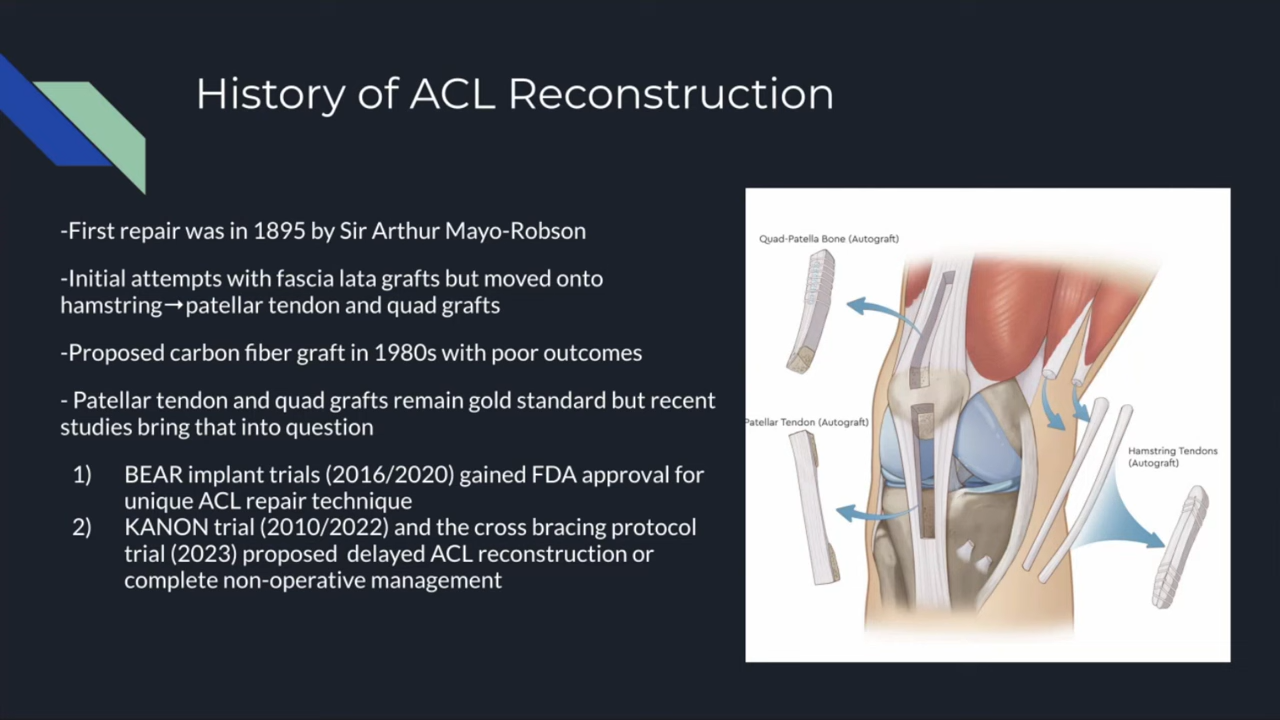 History of ACL Reconstruction
-First repair was in 1895 by Sir Arthur Mayo-Robson
-Initial attempts with fascia lata grafts but moved onto
hamstring→patellar tendon and quad grafts
-Proposed carbon fiber graft in 1980s with poor outcomes
- Patellar tendon and quad grafts remain gold standard but recent
studies bring that into question
1) BEAR implant trials (2016/2020) gained FDA approval for
unique ACL repair technique
2) KANON trial (2010/2022) and the cross bracing protocol
trial (2023) proposed  delayed ACL reconstruction or
complete non-operative management
Quad-Patella Bone (Autograft)
Patellar Tendon (Autograft)
Hamstring Tendons
(Autograft)